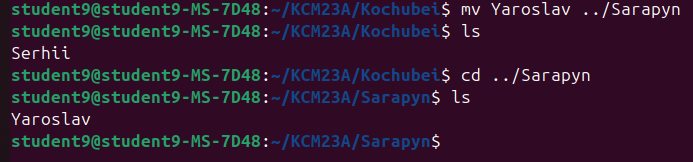 student9@student9-MS-7D48:~/KCM23A/Kochubei$ mv Yaroslav ../Sarapyn
student9@student9-MS-7D48:~/KCM23A/Kochubei$ ls
Serhii
student9@student9-MS-7D48:~/KCM23A/Kochubei$ cd ../Sarapyn
student9@student9-MS-7D48:~/KCM23A/Sarapyn$ ls
Yaroslav
student9@student9-MS-7D48:~/KCM23A/Sarapyn$